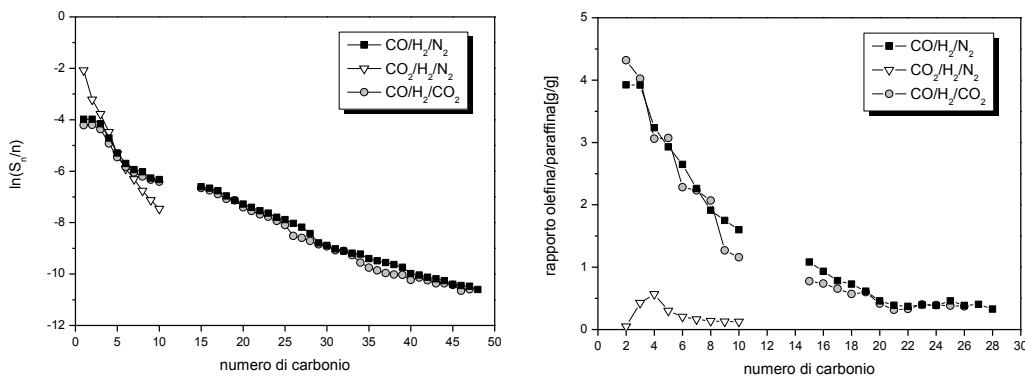 0
-2
-4
-6
-8
-10
-12
ln(Sn/n)
CO/H2/N2
CO2/H2/N2
CO/H2/CO2
0 5 10 15 20 25 30 35 40 45 50
numero di carbonio
5
4
3
2
1
0
rapporto olefina/paraffina[g/g]
CO/H2/N2
CO2/H2/N2
CO/H2/CO2
0 2 4 6 8 10 12 14 16 18 20 22 24 26 28 30
numero di carbonio